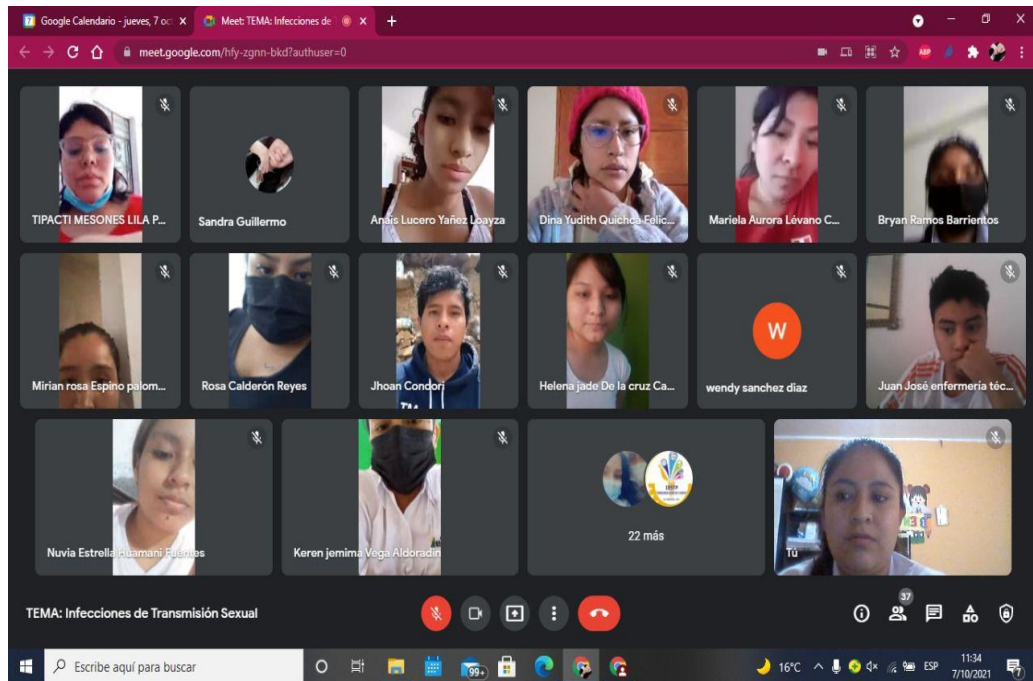 Google Calendario - jueves, 7 oc
Meet: TEMA: Infecciones de
meet.google.com/hfy-zgnn-bkd?authuser=0
ABP
TIPACTI MESONES LILA P...
Sandra Guillermo
Anais Lucero Yañez Loayza
Dina Yudith Quichca Felic...
Mariela Aurora Lévano C...
Bryan Ramos Barrientos
Mirian rosa Espino palom...
Rosa Calderón Reyes
Jhoan Condori
Helena jade De la cruz Ca...
W
wendy sanchez diaz
Juan José enfermería téc...
Nuvia Estrella Huamani Fuentes
Keren jemima Vega Aldoradin
22 más
Tú
TEMA: Infecciones de Transmisión Sexual
37
Escribe aquí para buscar
99+
16°C
ESP
11:34
7/10/2021